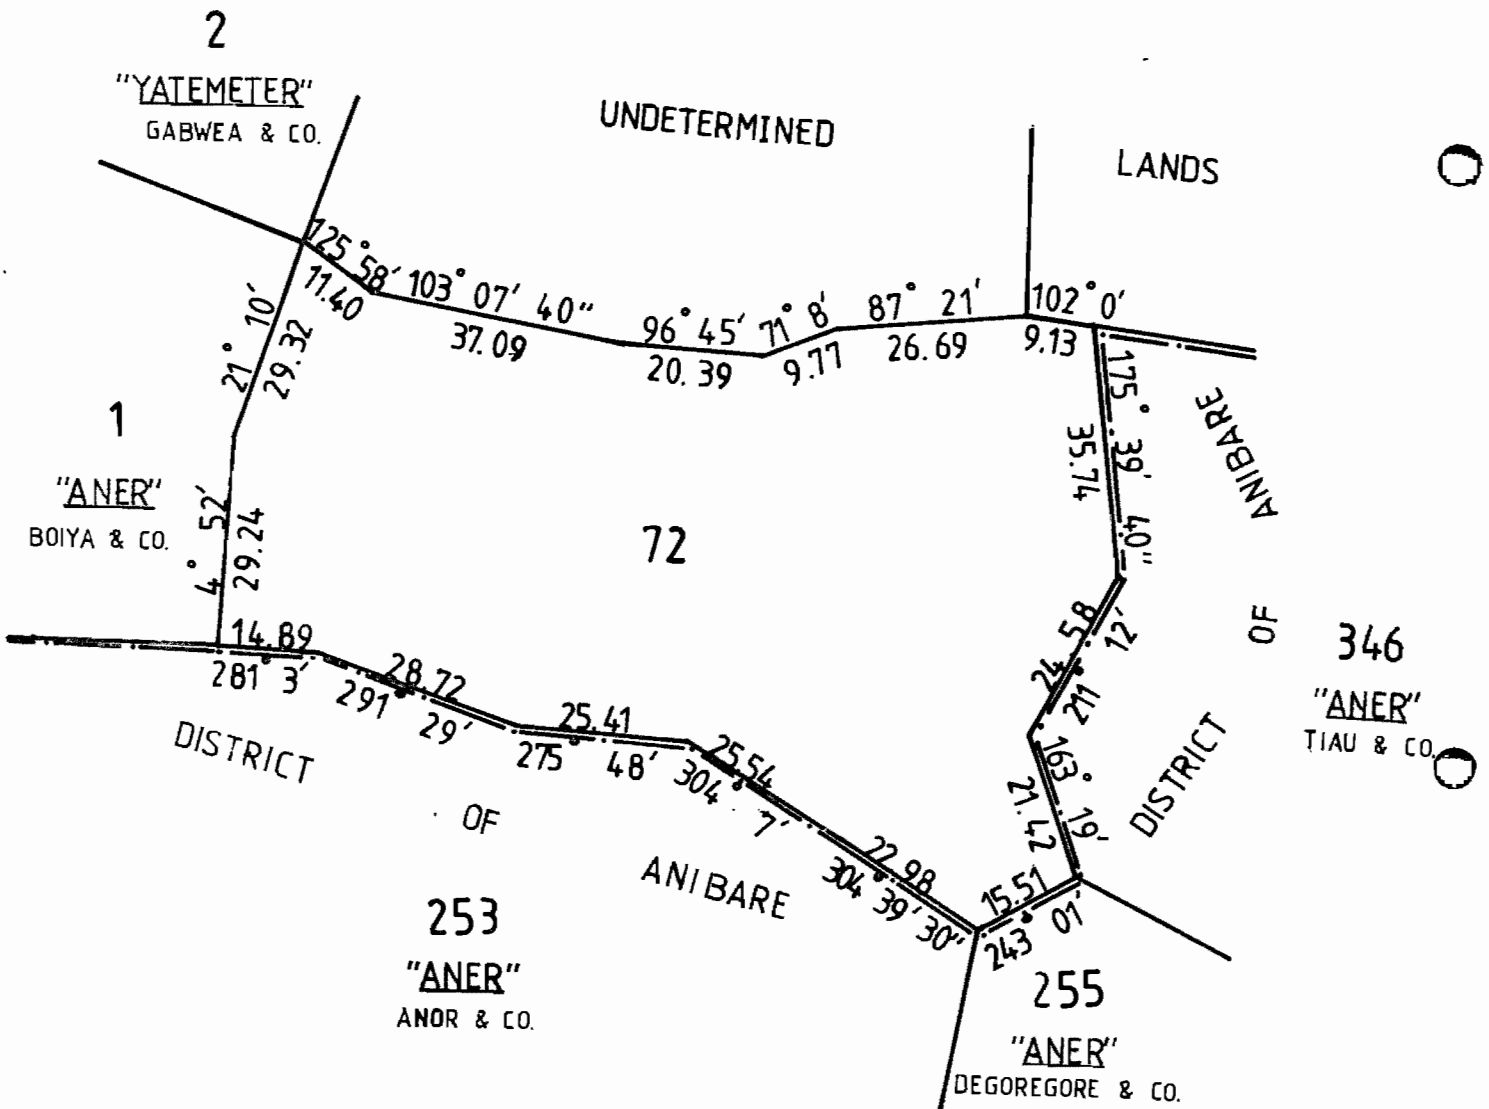 2
"YATEMETER"
GABWEA & CO.
UNDETERMINED
LANDS
125° 58'
11.40
103° 07' 40"
37.09
96° 45'
20.39
71° 8'
9.77
87° 21'
26.69
102° 0'
9.13
21° 10'
29.32
175° 39' 40"
35.74
ANIBARE
1
"ANER"
BOIYA & CO.
4° 52'
29.24
72
24.58
211° 12'
OF
346
"ANER"
TIAU & CO.
DISTRICT
14.89
281° 3'
28.72
291° 29'
25.41
275° 48'
25.54
304° 7'
22.98
304° 39' 30"
163° 19'
21.42
15.51
243° 01'
DISTRICT
OF
ANIBARE
253
"ANER"
ANOR & CO.
255
"ANER"
DEGOREGORE & CO.